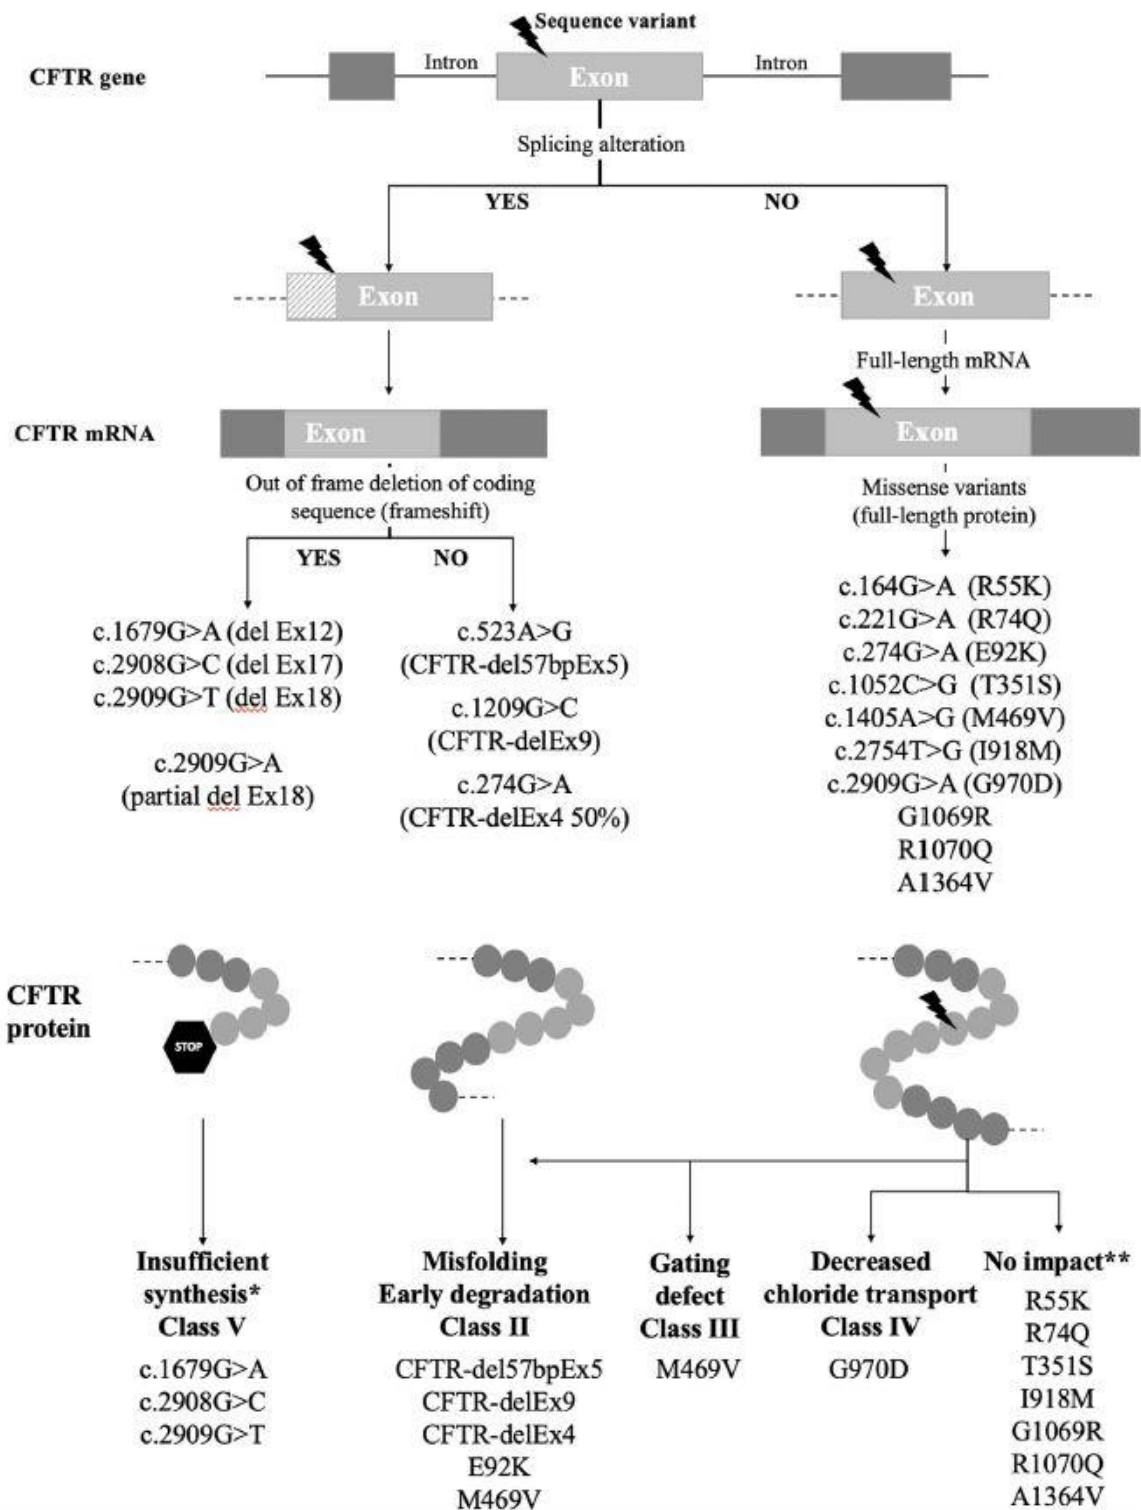 Sequence variant
CFTR gene
Intron
Exon
Intron
Splicing alteration
YES
NO
Exon
Exon
Full-length mRNA
CFTR mRNA
Exon
Exon
Out of frame deletion of coding
sequence (frameshift)
Missense variants
(full-length protein)
YES
NO
c.1679G>A (del Ex12)
c.2908G>C (del Ex17)
c.2909G>T (del Ex18)
c.2909G>A
(partial del Ex18)
c.523A>G
(CFTR-del57bpEx5)
c.1209G>C
(CFTR-delEx9)
c.274G>A
(CFTR-delEx4 50%)
c.164G>A (R55K)
c.221G>A (R74Q)
c.274G>A (E92K)
c.1052C>G (T351S)
c.1405A>G (M469V)
c.2754T>G (I918M)
c.2909G>A (G970D)
G1069R
R1070Q
A1364V
CFTR
protein
STOP
Insufficient
synthesis*
Class V
c.1679G>A
c.2908G>C
c.2909G>T
Misfolding
Early degradation
Class II
CFTR-del57bpEx5
CFTR-delEx9
CFTR-delEx4
E92K
M469V
Gating
defect
Class III
M469V
Decreased
chloride transport
Class IV
G970D
No impact**
R55K
R74Q
T351S
I918M
G1069R
R1070Q
A1364V